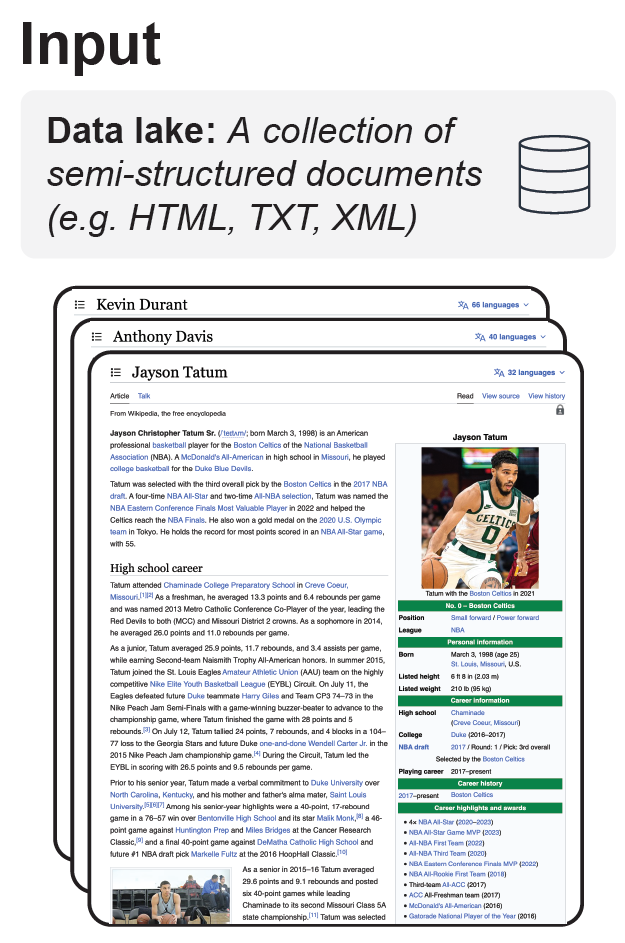 Input
Data lake: A collection of
semi-structured documents
(e.g. HTML, TXT, XML)
Kevin Durant
66 languages
Anthony Davis
40 languages
Jayson Tatum
32 languages
Article Talk
Read View source View history
From Wikipedia, the free encyclopedia
Jayson Christopher Tatum Sr. (/ˈteɪtəm/; born March 3, 1998) is an American
professional basketball player for the Boston Celtics of the National Basketball
Association (NBA). A McDonald's All-American in high school in Missouri, he played
college basketball for the Duke Blue Devils.
Tatum was selected with the third overall pick by the Boston Celtics in the 2017 NBA
draft. A four-time NBA All-Star and two-time All-NBA selection, Tatum was named the
NBA Eastern Conference Finals Most Valuable Player in 2022 and helped the
Celtics reach the NBA Finals. He also won a gold medal on the 2020 U.S. Olympic
team in Tokyo. He holds the record for most points scored in an NBA All-Star game,
with 55.
High school career
Tatum attended Chaminade College Preparatory School in Creve Coeur,
Missouri.[1][2] As a freshman, he averaged 13.3 points and 6.4 rebounds per game
and was named 2013 Metro Catholic Conference Co-Player of the year, leading the
Red Devils to both (MCC) and Missouri District 2 crowns. As a sophomore in 2014,
he averaged 26.0 points and 11.0 rebounds per game.
As a junior, Tatum averaged 25.9 points, 11.7 rebounds, and 3.4 assists per game,
while earning Second-team Naismith Trophy All-American honors. In summer 2015,
Tatum joined the St. Louis Eagles Amateur Athletic Union (AAU) team on the highly
competitive Nike Elite Youth Basketball League (EYBL) Circuit. On July 11, the
Eagles defeated future Duke teammate Harry Giles and Team CP3 74–73 in the
Nike Peach Jam Semi-Finals with a game-winning buzzer-beater to advance to the
championship game, where Tatum finished the game with 28 points and 5
rebounds.[3] On July 12, Tatum tallied 24 points, 7 rebounds, and 4 blocks in a 104–
77 loss to the Georgia Stars and future Duke one-and-done Wendell Carter Jr. in the
2015 Nike Peach Jam championship game.[4] During the Circuit, Tatum led the
EYBL in scoring with 26.5 points and 9.5 rebounds per game.
Prior to his senior year, Tatum made a verbal commitment to Duke University over
North Carolina, Kentucky, and his mother and father's alma mater, Saint Louis
University.[5][6][7] Among his senior-year highlights were a 40-point, 17-rebound
game in a 76–57 win over Bentonville High School and its star Malik Monk,[8] a 46-
point game against Huntington Prep and Miles Bridges at the Cancer Research
Classic,[9] and a final 40-point game against DeMatha Catholic High School and
future #1 NBA draft pick Markelle Fultz at the 2016 HoopHall Classic.[10]
As a senior in 2015–16 Tatum averaged
29.6 points and 9.1 rebounds and posted
six 40-point games while leading
Chaminade to its second Missouri Class 5A
state championship.[11] Tatum was selected
Jayson Tatum
CELTICS
0
Tatum with the Boston Celtics in 2021
No. 0 – Boston Celtics
Position Small forward / Power forward
League NBA
Personal information
Born March 3, 1998 (age 25)
St. Louis, Missouri, U.S.
Listed height 6 ft 8 in (2.03 m)
Listed weight 210 lb (95 kg)
Career information
High school Chaminade
(Creve Coeur, Missouri)
College Duke (2016–2017)
NBA draft 2017 / Round: 1 / Pick: 3rd overall
Selected by the Boston Celtics
Playing career 2017–present
Career history
2017–present Boston Celtics
Career highlights and awards
• 4× NBA All-Star (2020–2023)
• NBA All-Star Game MVP (2023)
• All-NBA First Team (2022)
• All-NBA Third Team (2020)
• NBA Eastern Conference Finals MVP (2022)
• NBA All-Rookie First Team (2018)
• Third-team All-ACC (2017)
• ACC All-Freshman team (2017)
• McDonald's All-American (2016)
• Gatorade National Player of the Year (2016)